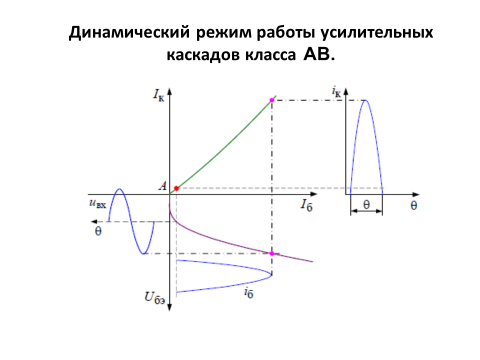 Динамический режим работы усилительных
каскадов класса АВ.
Iк
iк
A
uвх
Iб
θ
θ
θ
Uбэ
iб